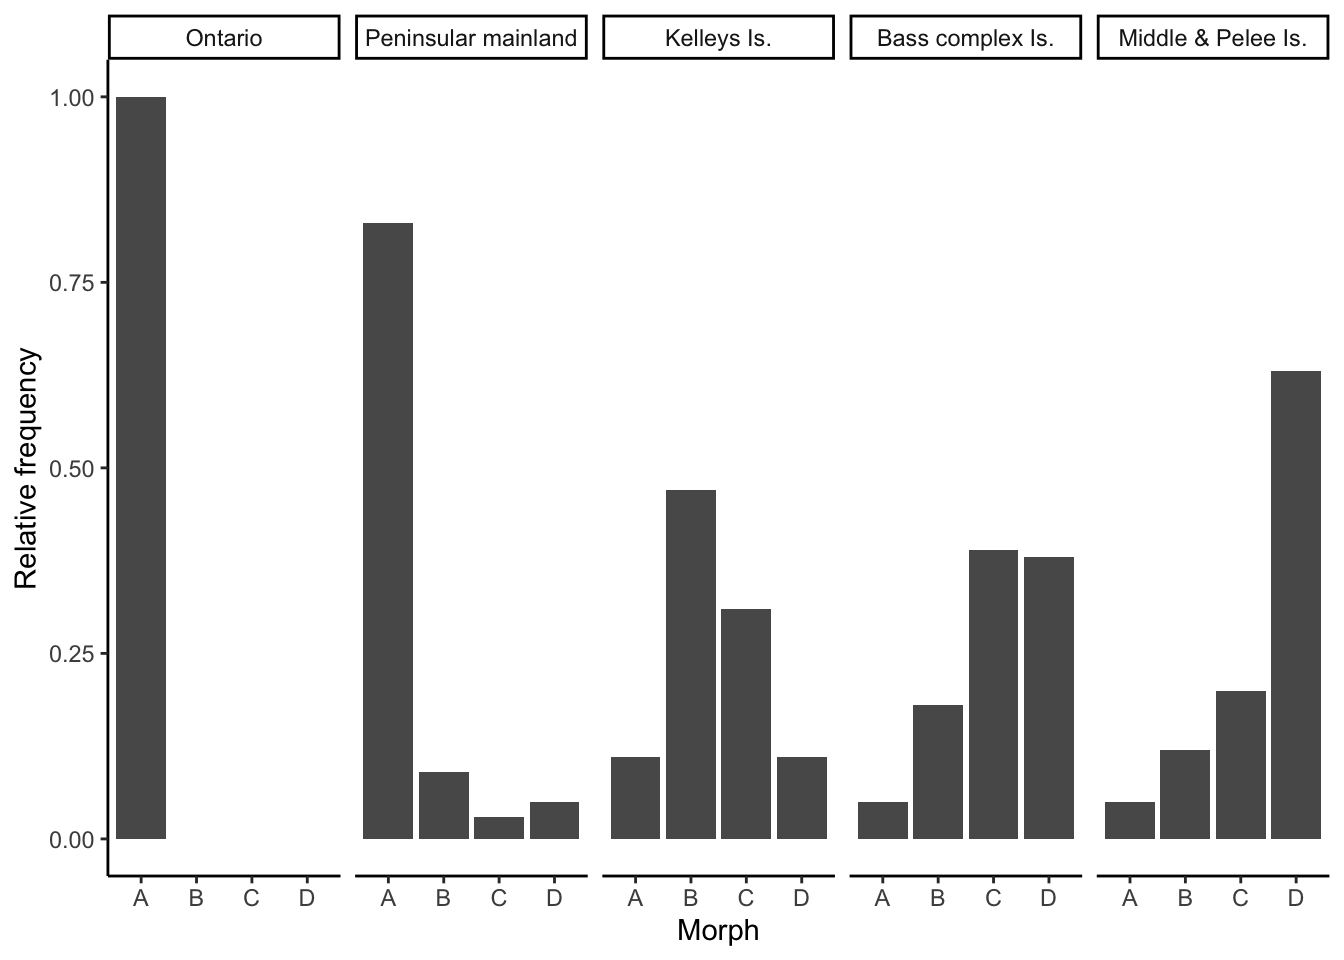 Ontario
Peninsular mainland
Kelleys Is.
Bass complex Is.
Middle & Pelee Is.
1.00
0.75
0.50
0.25
0.00
Relative frequency
A B C D
A B C D
A B C D
A B C D
A B C D
Morph